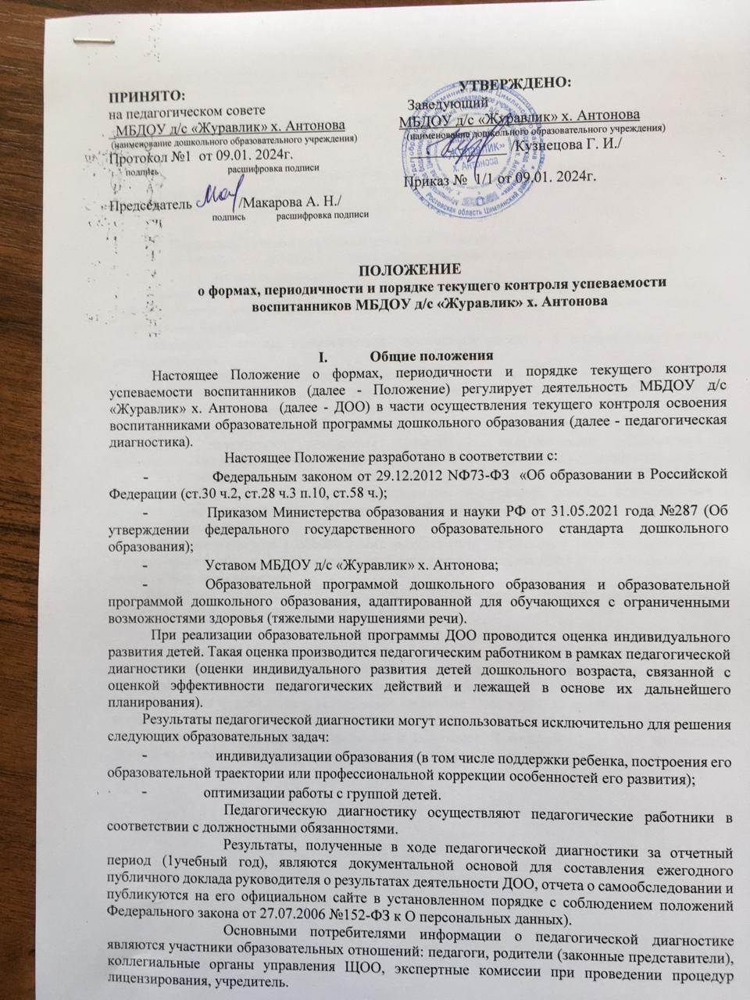 ПРИНЯТО:
на педагогическом совете
МБДОУ д/с «Журавлик» х. Антонова
(наименование дошкольного образовательного учреждения)
Протокол №1 от 09.01. 2024г.
подпись расшифровка подписи
Председатель /Макарова А. Н./
подпись расшифровка подписи
УТВЕРЖДЕНО:
Заведующий
МБДОУ д/с «Журавлик» х. Антонова
(наименование дошкольного образовательного учреждения)
/Кузнецова Г. И./
Приказ № 1/1 от 09.01. 2024г.
ПОЛОЖЕНИЕ
о формах, периодичности и порядке текущего контроля успеваемости
воспитанников МБДОУ д/с «Журавлик» х. Антонова
I. Общие положения
Настоящее Положение о формах, периодичности и порядке текущего контроля
успеваемости воспитанников (далее - Положение) регулирует деятельность МБДОУ д/с
«Журавлик» х. Антонова (далее - ДОО) в части осуществления текущего контроля освоения
воспитанниками образовательной программы дошкольного образования (далее - педагогическая
диагностика).
Настоящее Положение разработано в соответствии с:
- Федеральным законом от 29.12.2012 NФ73-ФЗ «Об образовании в Российской
Федерации (ст.30 ч.2, ст.28 ч.3 п.10, ст.58 ч.);
- Приказом Министерства образования и науки РФ от 31.05.2021 года №287 (Об
утверждении федерального государственного образовательного стандарта дошкольного
образования);
- Уставом МБДОУ д/с «Журавлик» х. Антонова;
- Образовательной программой дошкольного образования и образовательной
программой дошкольного образования, адаптированной для обучающихся с ограниченными
возможностями здоровья (тяжелыми нарушениями речи).
При реализации образовательной программы ДОО проводится оценка индивидуального
развития детей. Такая оценка производится педагогическим работником в рамках педагогической
диагностики (оценки индивидуального развития детей дошкольного возраста, связанной с
оценкой эффективности педагогических действий и лежащей в основе их дальнейшего
планирования).
Результаты педагогической диагностики могут использоваться исключительно для решения
следующих образовательных задач:
- индивидуализации образования (в том числе поддержки ребенка, построения его
образовательной траектории или профессиональной коррекции особенностей его развития);
- оптимизации работы с группой детей.
Педагогическую диагностику осуществляют педагогические работники в
соответствии с должностными обязанностями.
Результаты, полученные в ходе педагогической диагностики за отчетный
период (1учебный год), являются документальной основой для составления ежегодного
публичного доклада руководителя о результатах деятельности ДОО, отчета о самообследовании и
публикуются на его официальном сайте в установленном порядке с соблюдением положений
Федерального закона от 27.07.2006 №152-ФЗ к О персональных данных).
Основными потребителями информации о педагогической диагностике
являются участники образовательных отношений: педагоги, родители (законные представители),
коллегиальные органы управления ЩОО, экспертные комиссии при проведении процедур
лицензирования, учредитель.